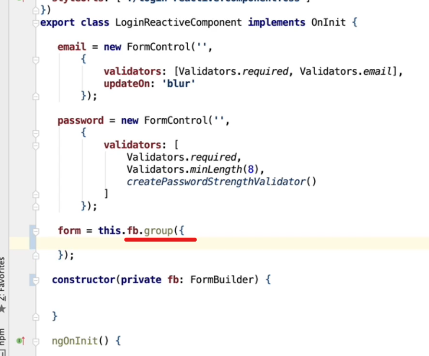 })
export class LoginReactiveComponent implements OnInit {
email = new FormControl('',
{
validators: [Validators.required, Validators.email],
updateOn: 'blur'
});
password = new FormControl('',
{
validators: [
Validators.required,
Validators.minLength(8),
createPasswordStrengthValidator()
]
});
form = this.fb.group({
});
constructor(private fb: FormBuilder) {
}
ngOnInit() {
2: Favorites
npm